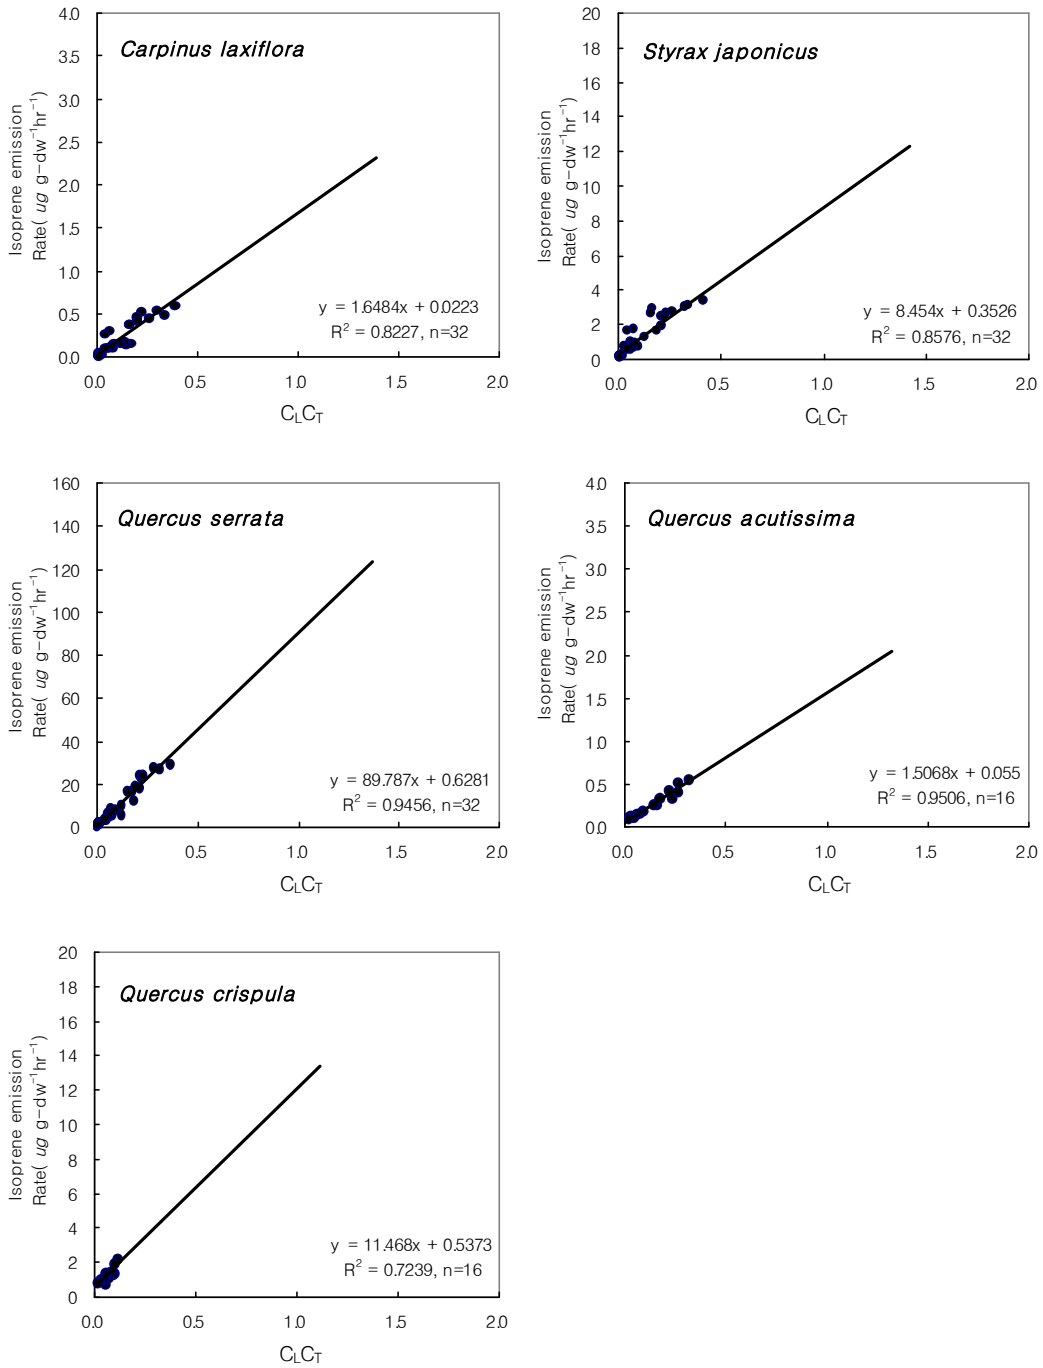 Carpinus laxiflora
4.0
3.5
3.0
2.5
2.0
1.5
1.0
0.5
0.0
Isoprene emission
Rate( ug g-dw⁻¹hr⁻¹)
y = 1.6484x + 0.0223
R² = 0.8227, n=32
0.0 0.5 1.0 1.5 2.0
CLCT
Styrax japonicus
20
18
16
14
12
10
8
6
4
2
0
Isoprene emission
Rate( ug g-dw⁻¹hr⁻¹)
y = 8.454x + 0.3526
R² = 0.8576, n=32
0.0 0.5 1.0 1.5 2.0
CLCT
Quercus serrata
160
140
120
100
80
60
40
20
0
Isoprene emission
Rate( ug g-dw⁻¹hr⁻¹)
y = 89.787x + 0.6281
R² = 0.9456, n=32
0.0 0.5 1.0 1.5 2.0
CLCT
Quercus acutissima
4.0
3.5
3.0
2.5
2.0
1.5
1.0
0.5
0.0
Isoprene emission
Rate( ug g-dw⁻¹hr⁻¹)
y = 1.5068x + 0.055
R² = 0.9506, n=16
0.0 0.5 1.0 1.5 2.0
CLCT
Quercus crispula
20
18
16
14
12
10
8
6
4
2
0
Isoprene emission
Rate( ug g-dw⁻¹hr⁻¹)
y = 11.468x + 0.5373
R² = 0.7239, n=16
0.0 0.5 1.0 1.5 2.0
CLCT